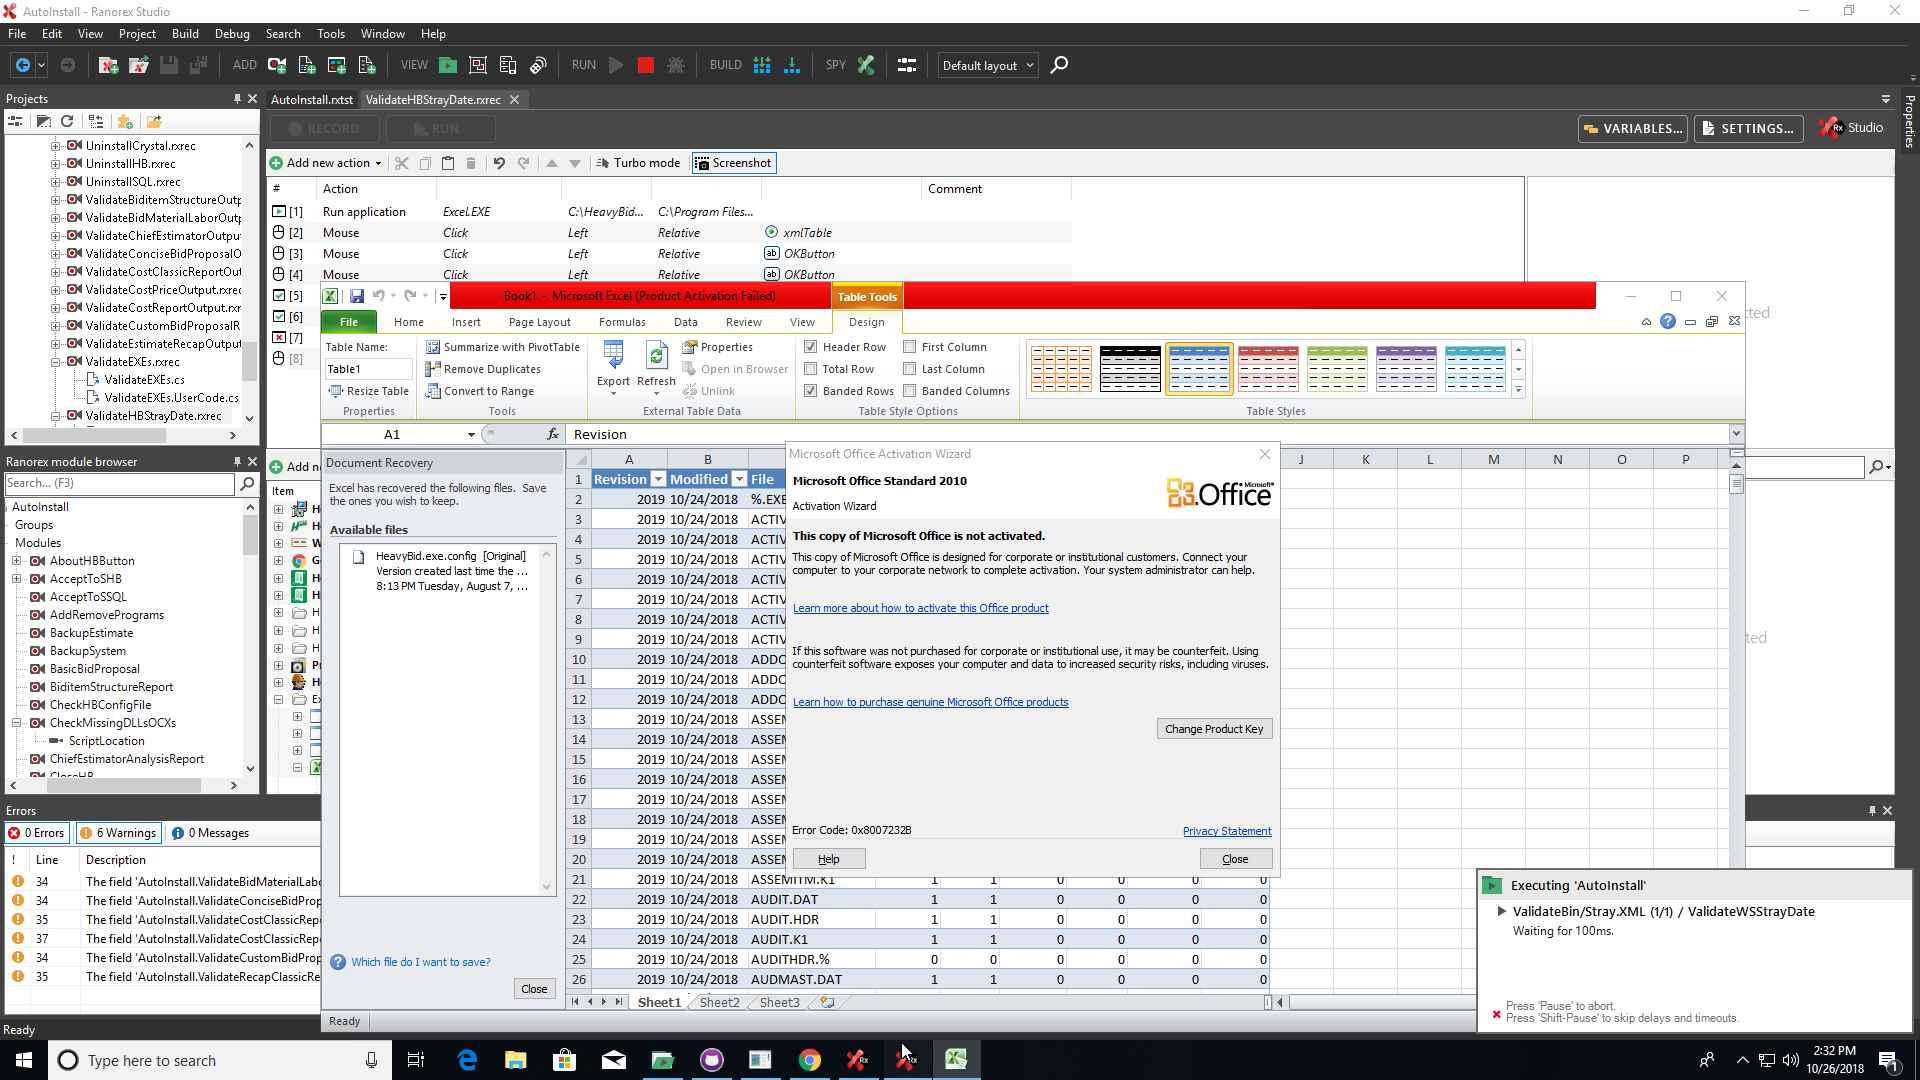 AutoInstall - Ranorex Studio
File Edit View Project Build Debug Search Tools Window Help
ADD VIEW RUN BUILD SPY Default layout
Projects
AutoInstall.rxtst ValidateHBStrayDate.rxrec
Properties
RECORD RUN VARIABLES... SETTINGS... Rx Studio
Add new action Turbo mode Screenshot
UninstallCrystal.rxrec
UninstallHB.rxrec
UninstallSQL.rxrec
ValidateBiditemStructureOutp
ValidateBidMaterialLaborOutp
ValidateChiefEstimatorOutpu
ValidateConciseBidProposalO
ValidateCostClassicReportOut
ValidateCostPriceOutput.rxrec
ValidateCostReportOutput.rxr
ValidateCustomBidProposalR
ValidateEstimateRecapOutput
ValidateEXEs.rxrec
ValidateEXEs.cs
ValidateEXEs.UserCode.cs
ValidateHBStrayDate.rxrec
# Action Comment
[1] Run application Excel.EXE C:\HeavyBid... C:\Program Files...
[2] Mouse Click Left Relative xmlTable
[3] Mouse Click Left Relative OKButton
[4] Mouse Click Left Relative OKButton
[5]
[6]
[7]
[8]
Book1 - Microsoft Excel (Product Activation Failed) Table Tools
File Home Insert Page Layout Formulas Data Review View Design
Table Name:
Table1
Resize Table
Properties
Summarize with PivotTable
Remove Duplicates
Convert to Range
Tools
Export Refresh
Properties
Open in Browser
Unlink
External Table Data
Header Row First Column
Total Row Last Column
Banded Rows Banded Columns
Table Style Options
Table Styles
A1 fx Revision
Ranorex module browser
Search... (F3)
AutoInstall
Groups
Modules
AboutHBButton
AcceptToSHB
AcceptToSSQL
AddRemovePrograms
BackupEstimate
BackupSystem
BasicBidProposal
BiditemStructureReport
CheckHBConfigFile
CheckMissingDLLsOCXs
ScriptLocation
ChiefEstimatorAnalysisReport
CloseHB
Add ne
Item
Document Recovery
Excel has recovered the following files. Save
the ones you wish to keep.
Available files
HeavyBid.exe.config [Original]
Version created last time the ...
8:13 PM Tuesday, August 7, ...
Which file do I want to save?
Close
A B J K L M N O P
1 Revision Modified File
2 2019 10/24/2018 %.EXE
3 2019 10/24/2018 ACTIV
4 2019 10/24/2018 ACTIV
5 2019 10/24/2018 ACTIV
6 2019 10/24/2018 ACTIV
7 2019 10/24/2018 ACTIV
8 2019 10/24/2018 ACTIV
9 2019 10/24/2018 ACTIV
10 2019 10/24/2018 ADDC
11 2019 10/24/2018 ADDC
12 2019 10/24/2018 ADDC
13 2019 10/24/2018 ASSEM
14 2019 10/24/2018 ASSEM
15 2019 10/24/2018 ASSEM
16 2019 10/24/2018 ASSEM
17 2019 10/24/2018 ASSEM
18 2019 10/24/2018 ASSEM
19 2019 10/24/2018 ASSEM
20 2019 10/24/2018 ASSEM
21 2019 10/24/2018 ASSEMITM.K1 1 1 0 0 0 0
22 2019 10/24/2018 AUDIT.DAT 1 1 0 0 0 0
23 2019 10/24/2018 AUDIT.HDR 1 1 0 0 0 0
24 2019 10/24/2018 AUDIT.K1 1 1 0 0 0 0
25 2019 10/24/2018 AUDITHDR.% 0 0 0 0 0 0
26 2019 10/24/2018 AUDMAST.DAT 1 1 0 0 0 0
Sheet1 Sheet2 Sheet3
Ready
Microsoft Office Activation Wizard
Microsoft Office Standard 2010
Activation Wizard
Microsoft Office
This copy of Microsoft Office is not activated.
This copy of Microsoft Office is designed for corporate or institutional customers. Connect your
computer to your corporate network to complete activation. Your system administrator can help.
Learn more about how to activate this Office product
If this software was not purchased for corporate or institutional use, it may be counterfeit. Using
counterfeit software exposes your computer and data to increased security risks, including viruses.
Learn how to purchase genuine Microsoft Office products
Change Product Key
Error Code: 0x8007232B Privacy Statement
Help Close
Errors
0 Errors 6 Warnings 0 Messages
! Line Description
34 The field 'AutoInstall.ValidateBidMaterialLabo
34 The field 'AutoInstall.ValidateConciseBidProp
35 The field 'AutoInstall.ValidateCostClassicRepo
37 The field 'AutoInstall.ValidateCostClassicRepo
34 The field 'AutoInstall.ValidateCustomBidProp
35 The field 'AutoInstall.ValidateRecapClassicRe
Ready
Executing 'AutoInstall'
ValidateBin/Stray.XML (1/1) / ValidateWSStrayDate
Waiting for 100ms.
Press 'Pause' to abort.
Press 'Shift-Pause' to skip delays and timeouts.
Type here to search
2:32 PM
10/26/2018
1